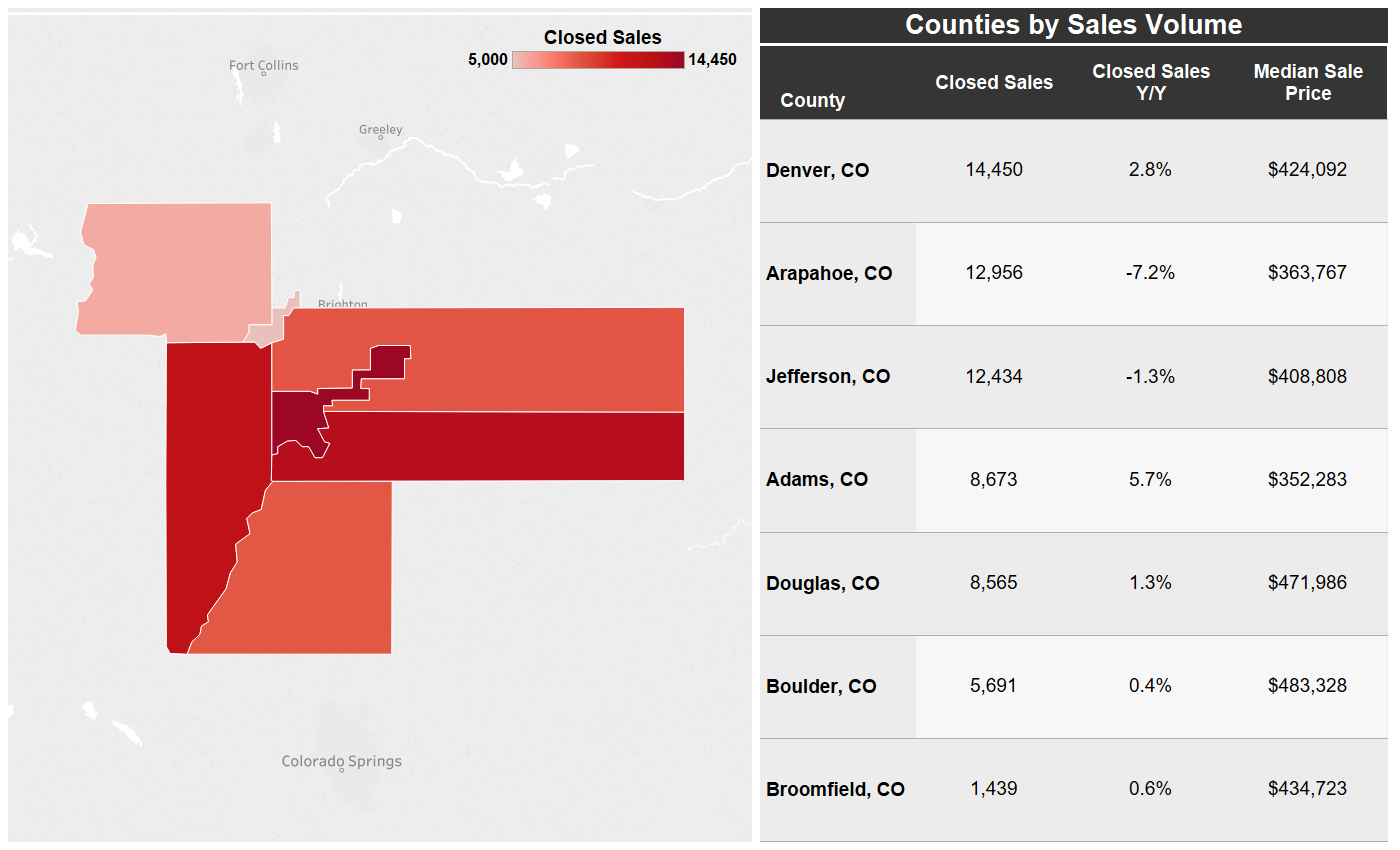 Closed Sales
5,000 14,450
Fort Collins
Greeley
Brighton
Colorado Springs
Counties by Sales Volume
County Closed Sales Closed Sales Y/Y Median Sale Price
Denver, CO 14,450 2.8% $424,092
Arapahoe, CO 12,956 -7.2% $363,767
Jefferson, CO 12,434 -1.3% $408,808
Adams, CO 8,673 5.7% $352,283
Douglas, CO 8,565 1.3% $471,986
Boulder, CO 5,691 0.4% $483,328
Broomfield, CO 1,439 0.6% $434,723